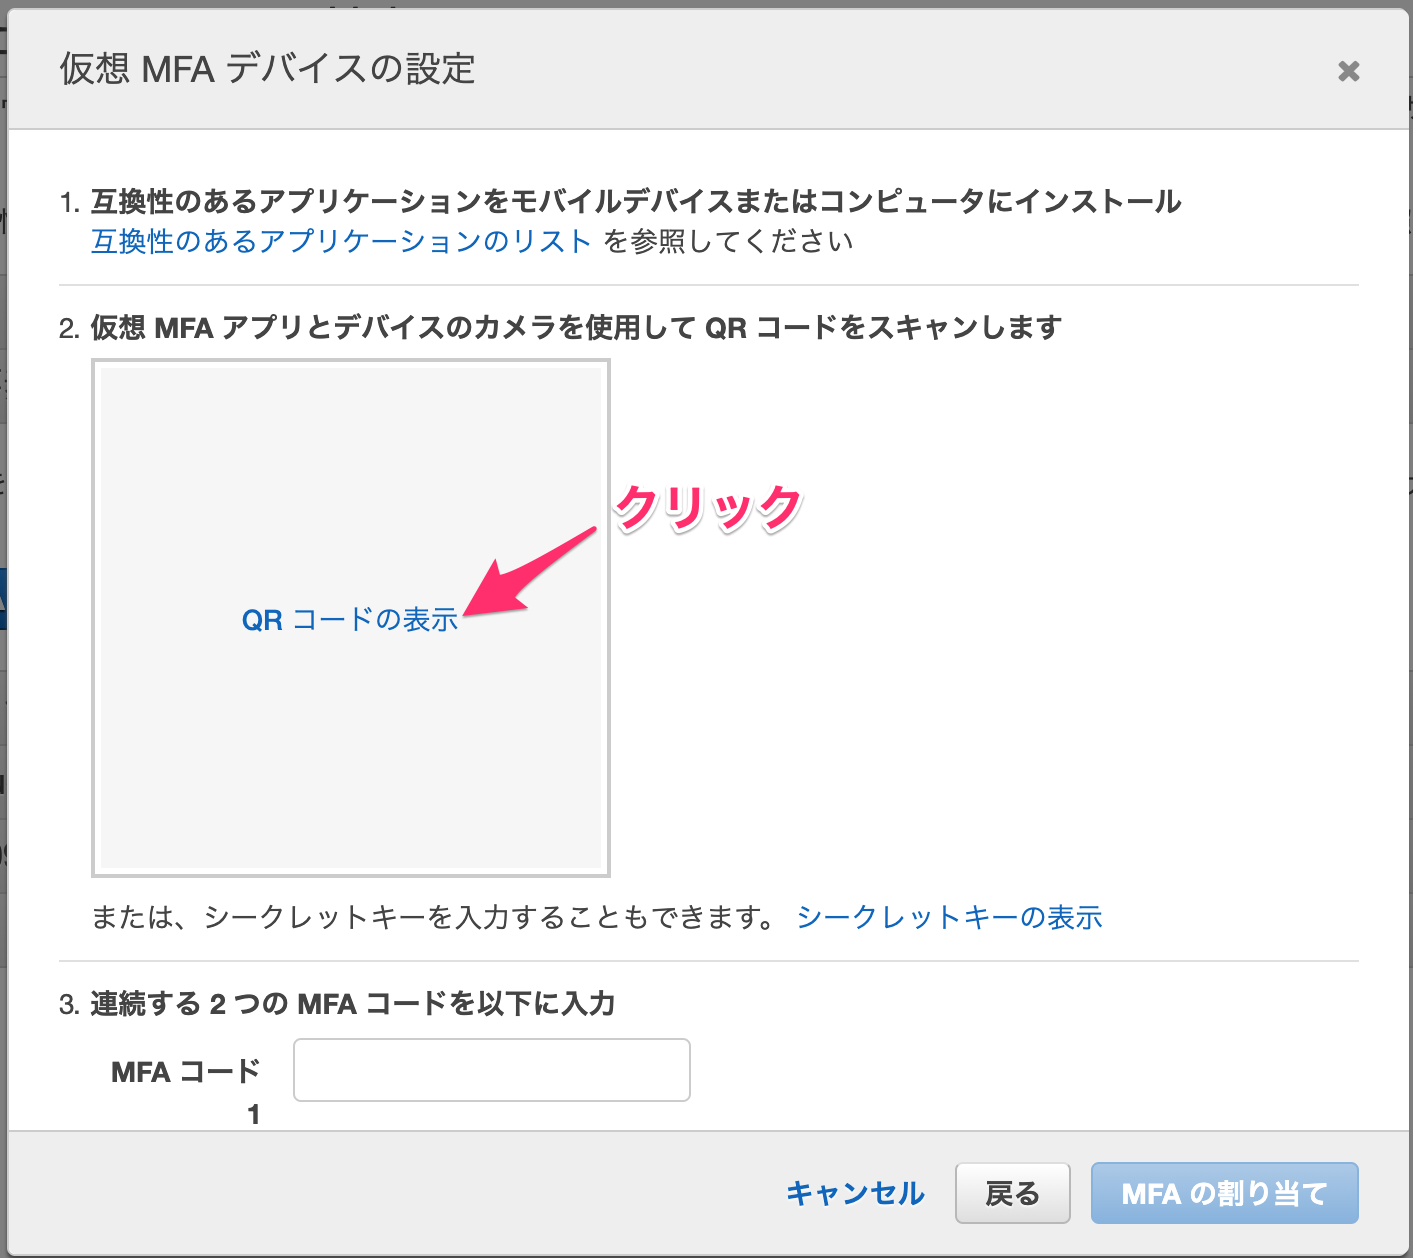 仮想 MFA デバイスの設定
1. 互換性のあるアプリケーションをモバイルデバイスまたはコンピュータにインストール
互換性のあるアプリケーションのリスト を参照してください
2. 仮想 MFA アプリとデバイスのカメラを使用して QR コードをスキャンします
クリック
QR コードの表示
または、シークレットキーを入力することもできます。 シークレットキーの表示
3. 連続する 2 つの MFA コードを以下に入力
MFA コード
1
キャンセル 戻る MFA の割り当て